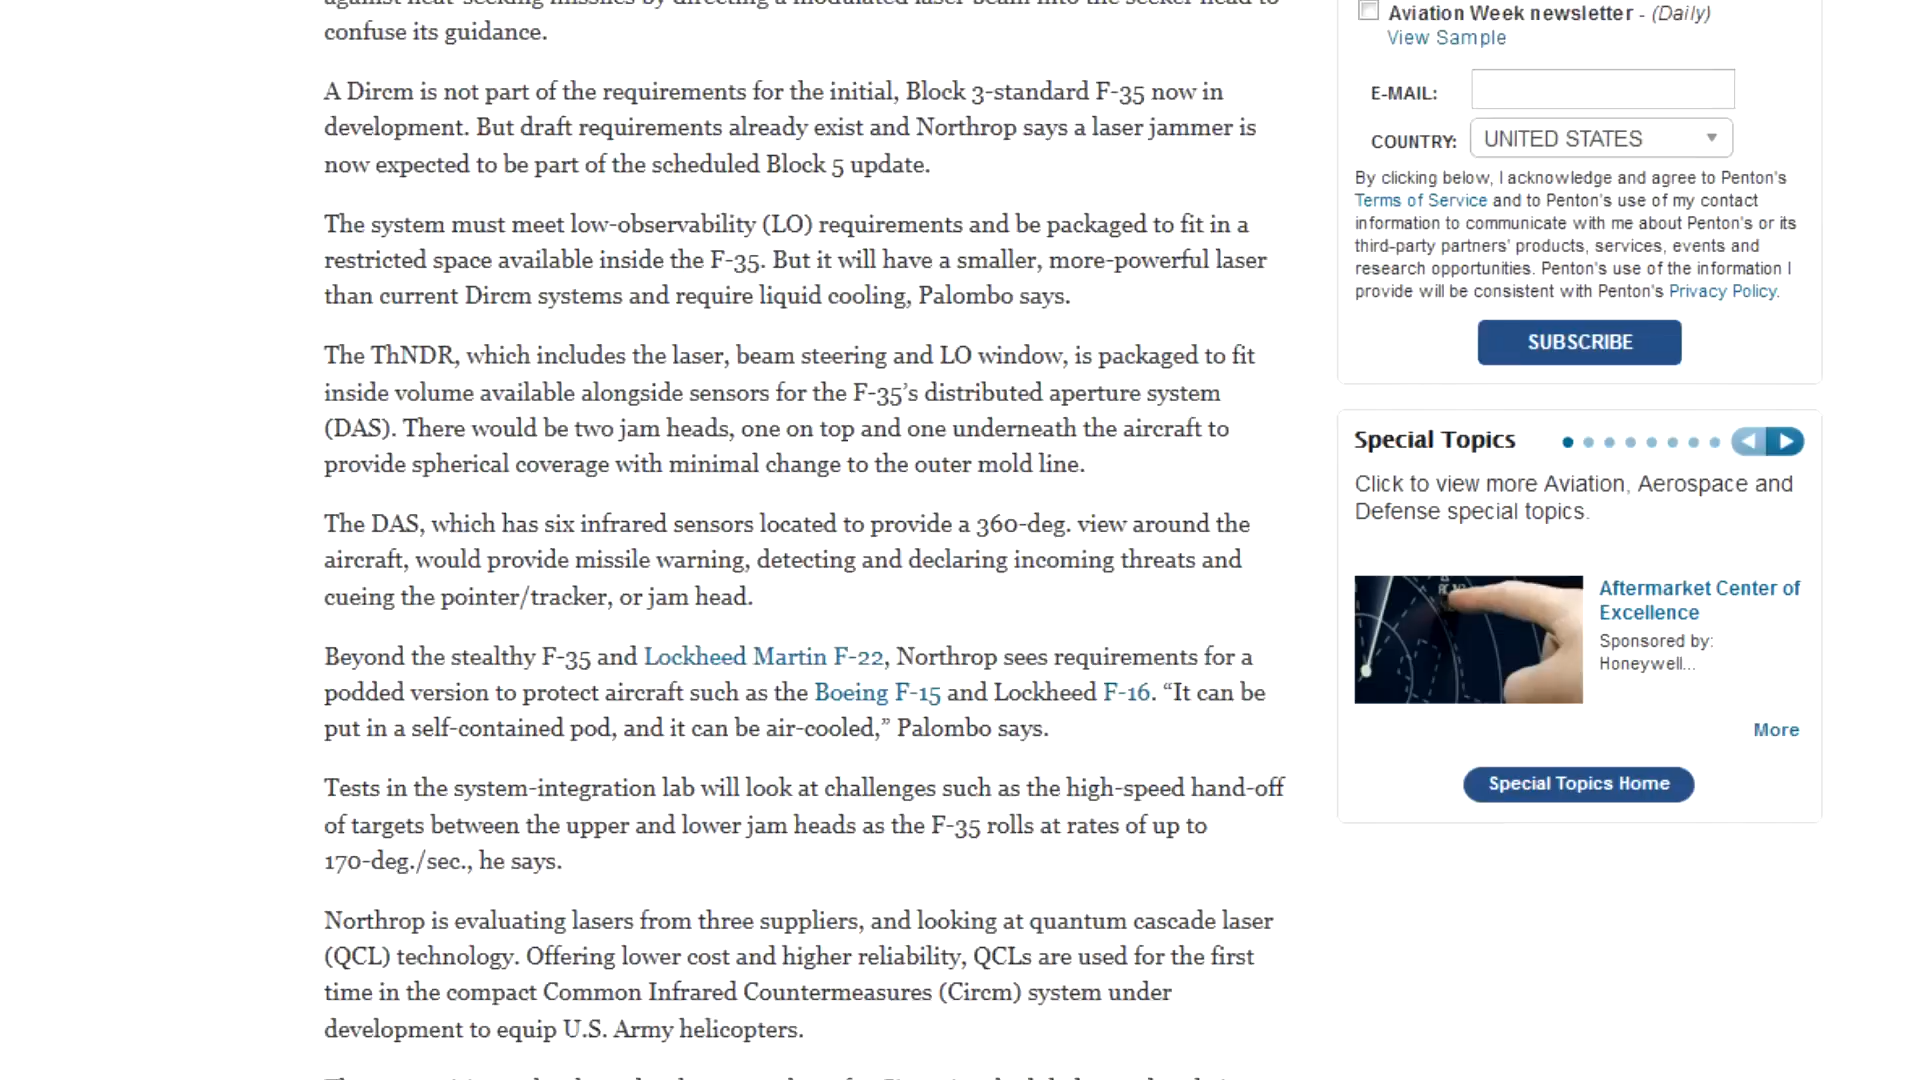 confuse its guidance.
A Dircm is not part of the requirements for the initial, Block 3-standard F-35 now in
development. But draft requirements already exist and Northrop says a laser jammer is
now expected to be part of the scheduled Block 5 update.
The system must meet low-observability (LO) requirements and be packaged to fit in a
restricted space available inside the F-35. But it will have a smaller, more-powerful laser
than current Dircm systems and require liquid cooling, Palombo says.
The ThNDR, which includes the laser, beam steering and LO window, is packaged to fit
inside volume available alongside sensors for the F-35’s distributed aperture system
(DAS). There would be two jam heads, one on top and one underneath the aircraft to
provide spherical coverage with minimal change to the outer mold line.
The DAS, which has six infrared sensors located to provide a 360-deg. view around the
aircraft, would provide missile warning, detecting and declaring incoming threats and
cueing the pointer/tracker, or jam head.
Beyond the stealthy F-35 and Lockheed Martin F-22, Northrop sees requirements for a
podded version to protect aircraft such as the Boeing F-15 and Lockheed F-16. “It can be
put in a self-contained pod, and it can be air-cooled,” Palombo says.
Tests in the system-integration lab will look at challenges such as the high-speed hand-off
of targets between the upper and lower jam heads as the F-35 rolls at rates of up to
170-deg./sec., he says.
Northrop is evaluating lasers from three suppliers, and looking at quantum cascade laser
(QCL) technology. Offering lower cost and higher reliability, QCLs are used for the first
time in the compact Common Infrared Countermeasures (Circm) system under
development to equip U.S. Army helicopters.
Aviation Week newsletter - (Daily)
View Sample
E-MAIL:
COUNTRY: UNITED STATES
By clicking below, I acknowledge and agree to Penton's
Terms of Service and to Penton's use of my contact
information to communicate with me about Penton's or its
third-party partners' products, services, events and
research opportunities. Penton's use of the information I
provide will be consistent with Penton's Privacy Policy.
SUBSCRIBE
Special Topics
Click to view more Aviation, Aerospace and
Defense special topics.
Aftermarket Center of
Excellence
Sponsored by:
Honeywell...
More
Special Topics Home